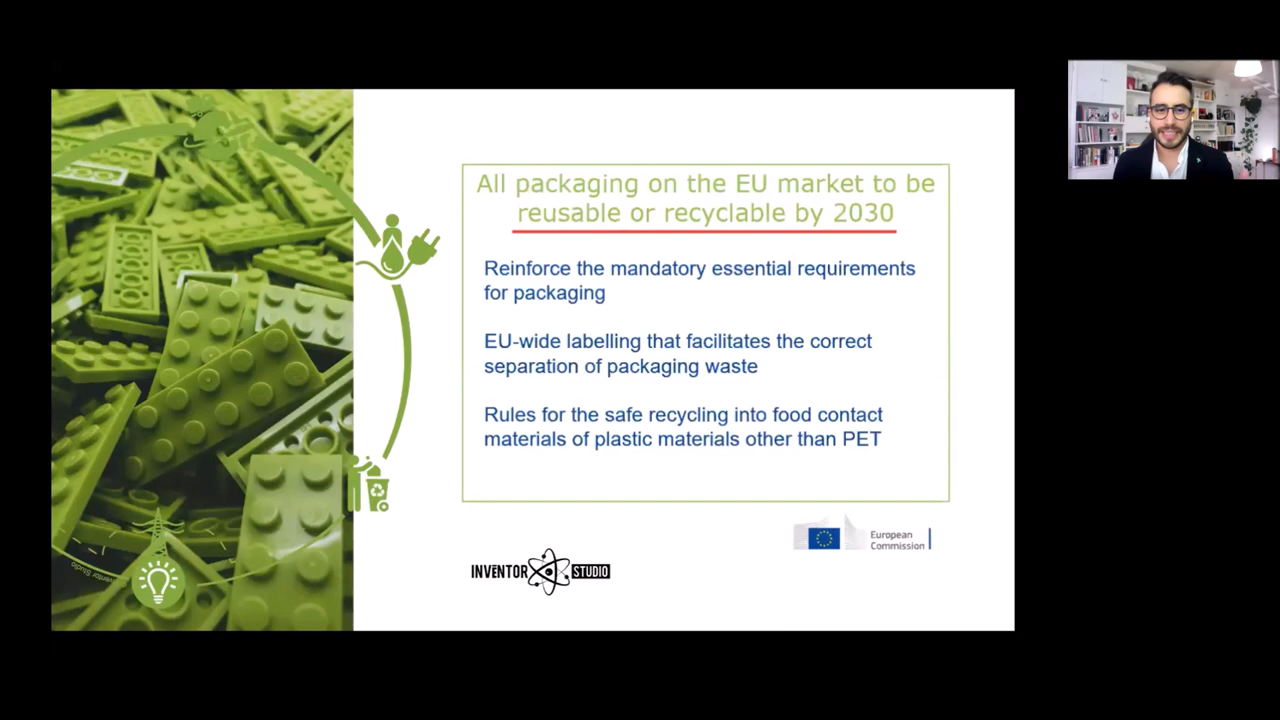 All packaging on the EU market to be
reusable or recyclable by 2030
Reinforce the mandatory essential requirements
for packaging
EU-wide labelling that facilitates the correct
separation of packaging waste
Rules for the safe recycling into food contact
materials of plastic materials other than PET
European
Commission
INVENTOR STUDIO